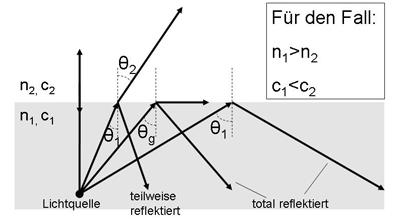 Für den Fall:
n₁>n₂
c₁<c₂
θ₂
n₂, c₂
n₁, c₁
θ₁
θg
θ₁
Lichtquelle
teilweise
reflektiert
total reflektiert